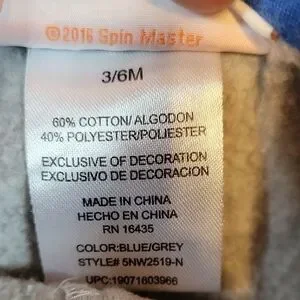 ©2016 Spin Master
3/6M
60% COTTON/ ALGODON
40% POLYESTER/POLIESTER
EXCLUSIVE OF DECORATION
EXCLUSIVO DE DECORACION
MADE IN CHINA
HECHO EN CHINA
RN 16435
COLOR:BLUE/GREY
STYLE# 5NW2519-N
UPC:19071603966